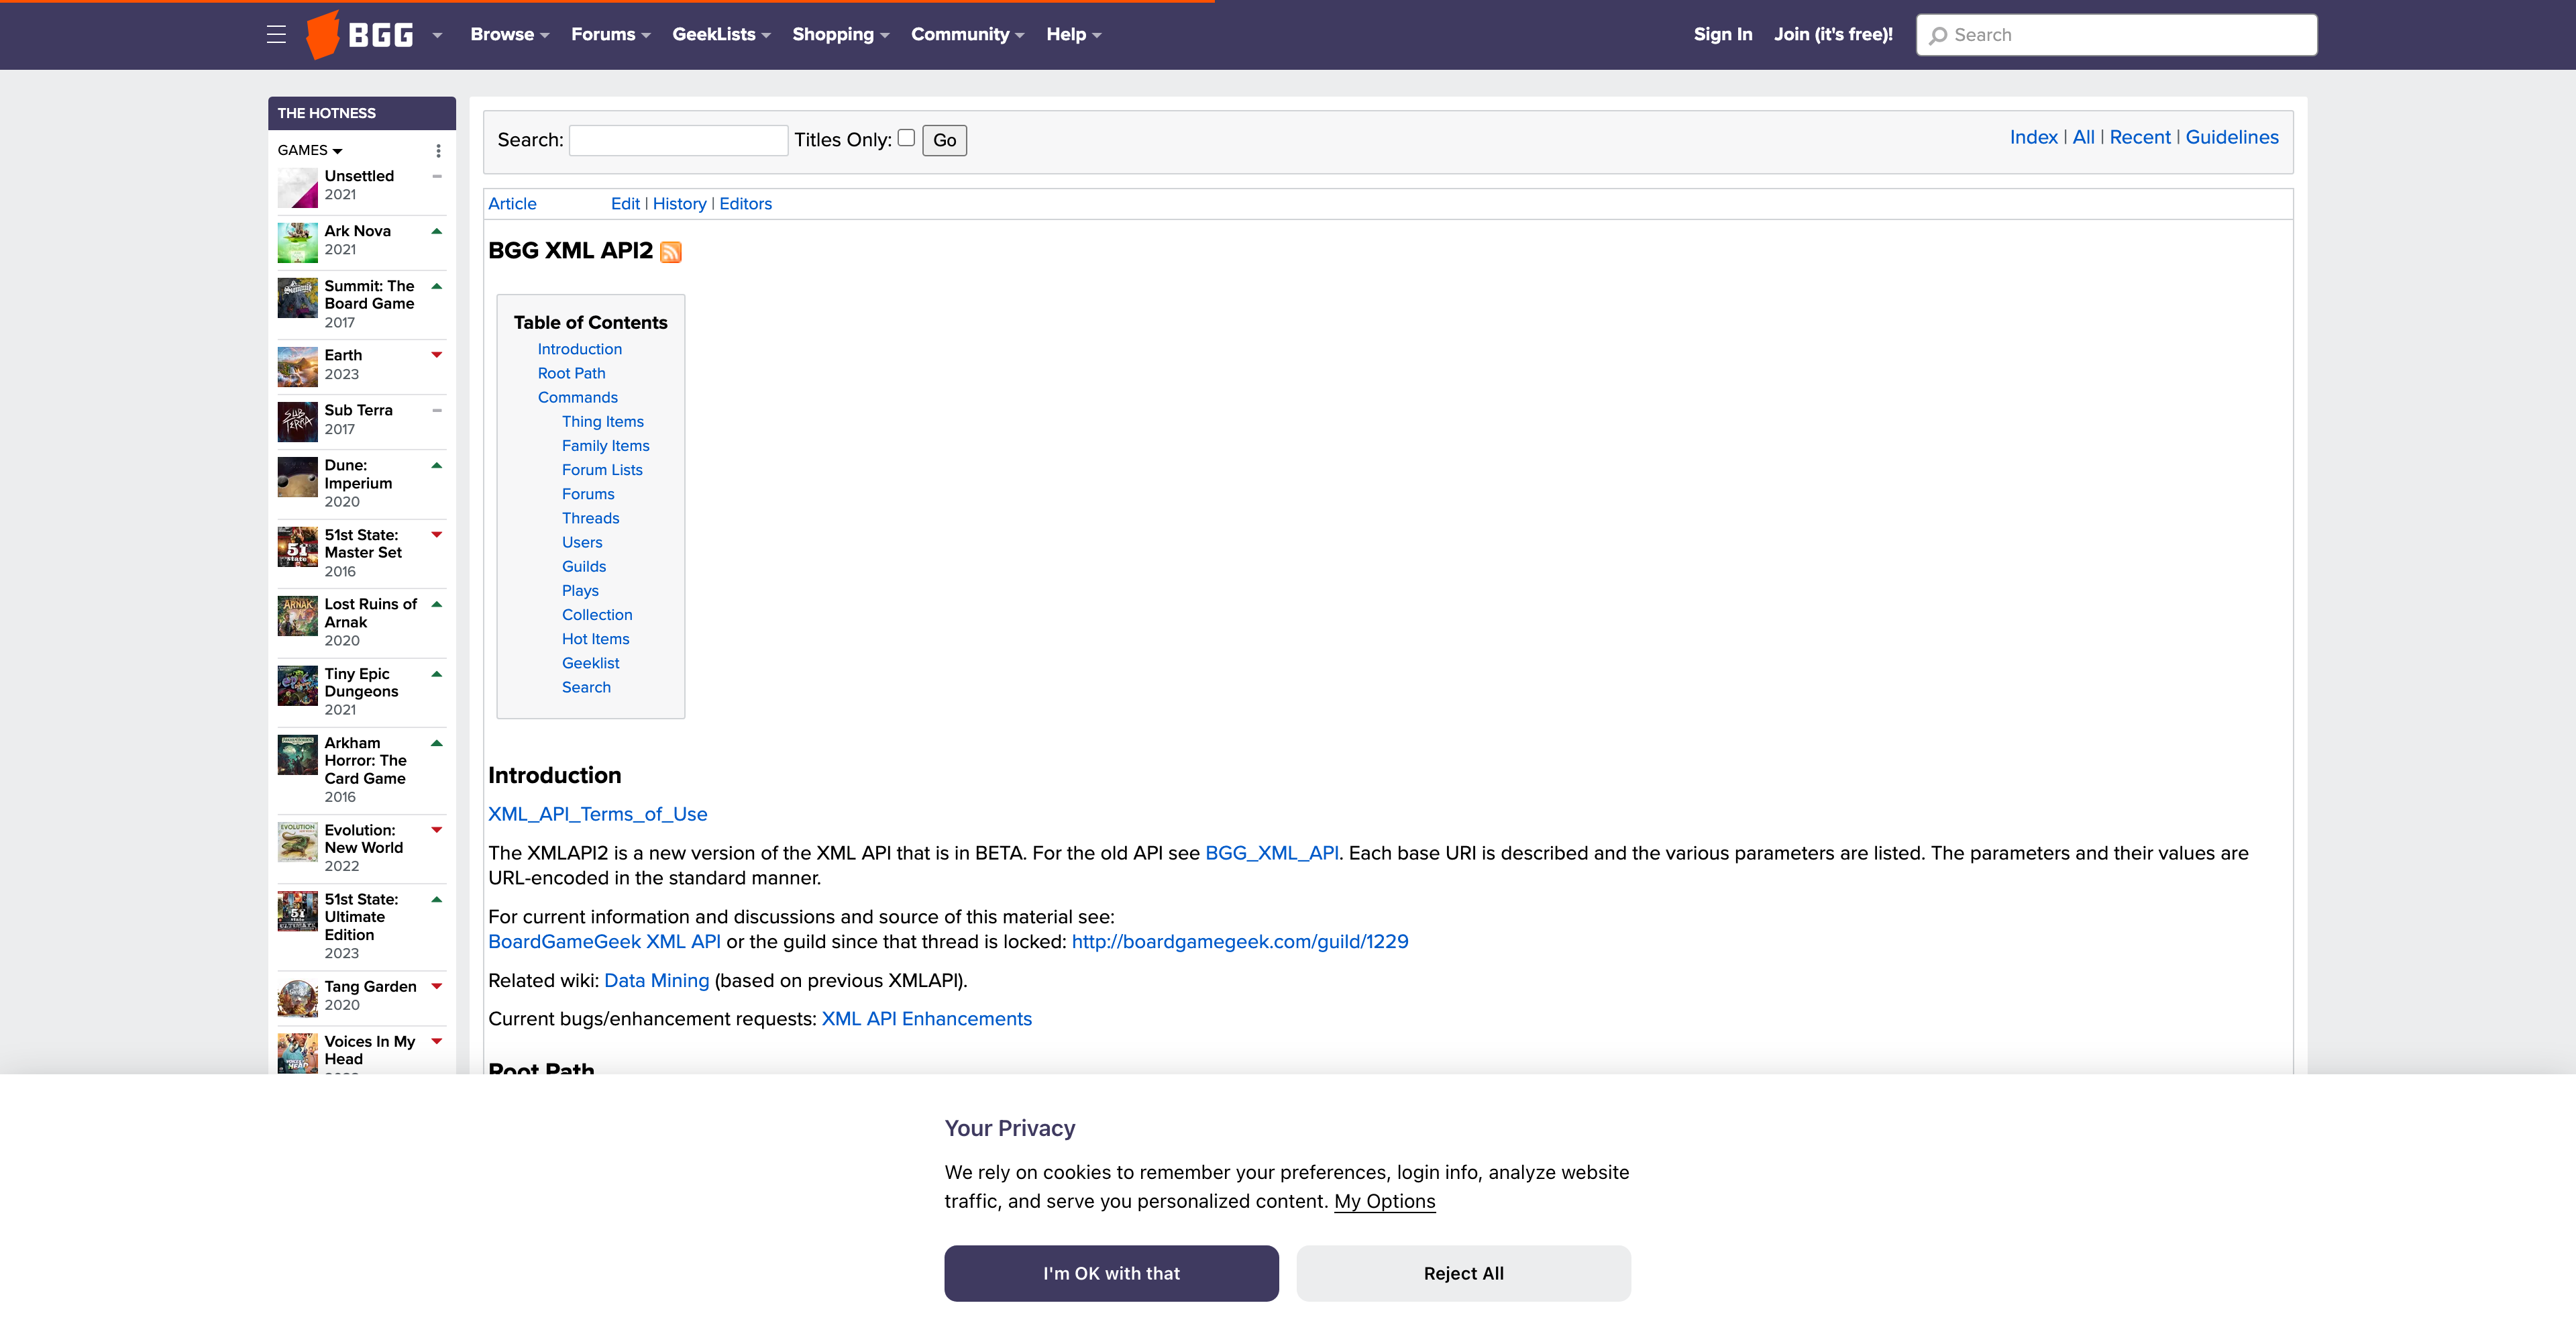 BGG
Browse
Forums
GeekLists
Shopping
Community
Help
Sign In
Join (it's free)!
Search
THE HOTNESS
GAMES
Unsettled
2021
Ark Nova
2021
Summit: The
Board Game
2017
Earth
2023
Sub Terra
2017
Dune:
Imperium
2020
51st State:
Master Set
2016
Lost Ruins of
Arnak
2020
Tiny Epic
Dungeons
2021
Arkham
Horror: The
Card Game
2016
Evolution:
New World
2022
51st State:
Ultimate
Edition
2023
Tang Garden
2020
Voices In My
Head
Search:
Titles Only:
Go
Index | All | Recent | Guidelines
Article
Edit | History | Editors
BGG XML API2
Table of Contents
Introduction
Root Path
Commands
Thing Items
Family Items
Forum Lists
Forums
Threads
Users
Guilds
Plays
Collection
Hot Items
Geeklist
Search
Introduction
XML_API_Terms_of_Use
The XMLAPI2 is a new version of the XML API that is in BETA. For the old API see BGG_XML_API. Each base URI is described and the various parameters are listed. The parameters and their values are
URL-encoded in the standard manner.
For current information and discussions and source of this material see:
BoardGameGeek XML API or the guild since that thread is locked: http://boardgamegeek.com/guild/1229
Related wiki: Data Mining (based on previous XMLAPI).
Current bugs/enhancement requests: XML API Enhancements
Root Path
Your Privacy
We rely on cookies to remember your preferences, login info, analyze website
traffic, and serve you personalized content. My Options
I'm OK with that
Reject All